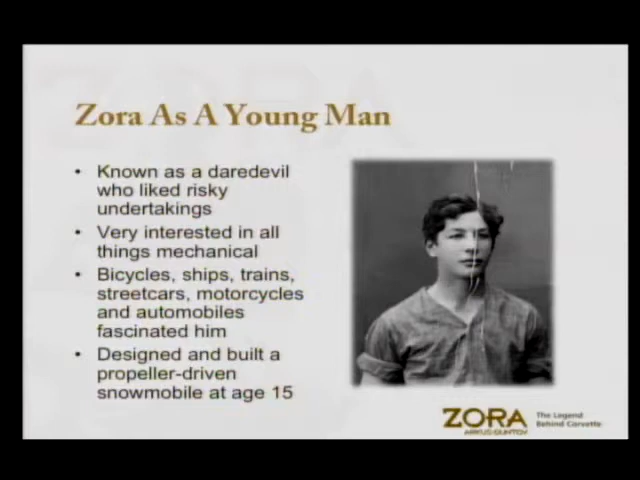 Zora As A Young Man
• Known as a daredevil
who liked risky
undertakings
• Very interested in all
things mechanical
• Bicycles, ships, trains,
streetcars, motorcycles
and automobiles
fascinated him
• Designed and built a
propeller-driven
snowmobile at age 15
ZORA
ARKUS-DUNTOV
The Legend
Behind Corvette